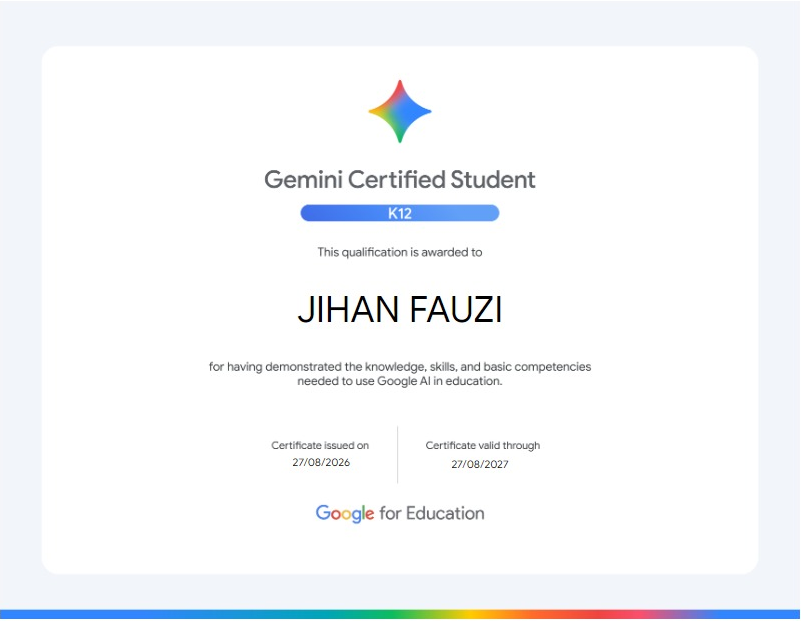 Gemini Certified Student
K12
This qualification is awarded to
JIHAN FAUZI
for having demonstrated the knowledge, skills, and basic competencies
needed to use Google AI in education.
Certificate issued on
27/08/2026
Certificate valid through
27/08/2027
Google for Education